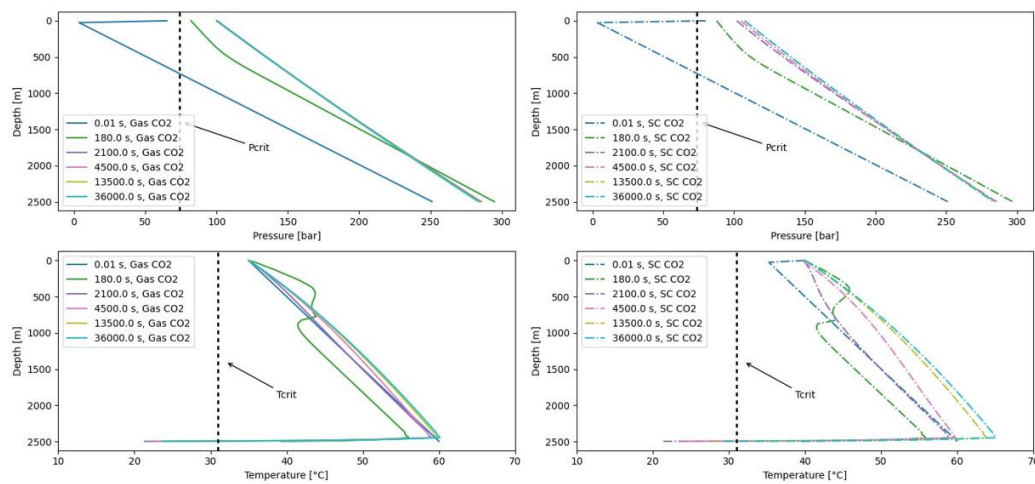 0
500
1000
1500
2000
2500
Depth [m]
0.01 s, Gas CO2
180.0 s, Gas CO2
2100.0 s, Gas CO2
4500.0 s, Gas CO2
13500.0 s, Gas CO2
36000.0 s, Gas CO2
Pcrit
0 50 100 150 200 250 300
Pressure [bar]
0
500
1000
1500
2000
2500
Depth [m]
0.01 s, SC CO2
180.0 s, SC CO2
2100.0 s, SC CO2
4500.0 s, SC CO2
13500.0 s, SC CO2
36000.0 s, SC CO2
Pcrit
0 50 100 150 200 250 300
Pressure [bar]
0
500
1000
1500
2000
2500
Depth [m]
0.01 s, Gas CO2
180.0 s, Gas CO2
2100.0 s, Gas CO2
4500.0 s, Gas CO2
13500.0 s, Gas CO2
36000.0 s, Gas CO2
Tcrit
10 20 30 40 50 60 70
Temperature [°C]
0
500
1000
1500
2000
2500
Depth [m]
0.01 s, SC CO2
180.0 s, SC CO2
2100.0 s, SC CO2
4500.0 s, SC CO2
13500.0 s, SC CO2
36000.0 s, SC CO2
Tcrit
10 20 30 40 50 60 70
Temperature [°C]